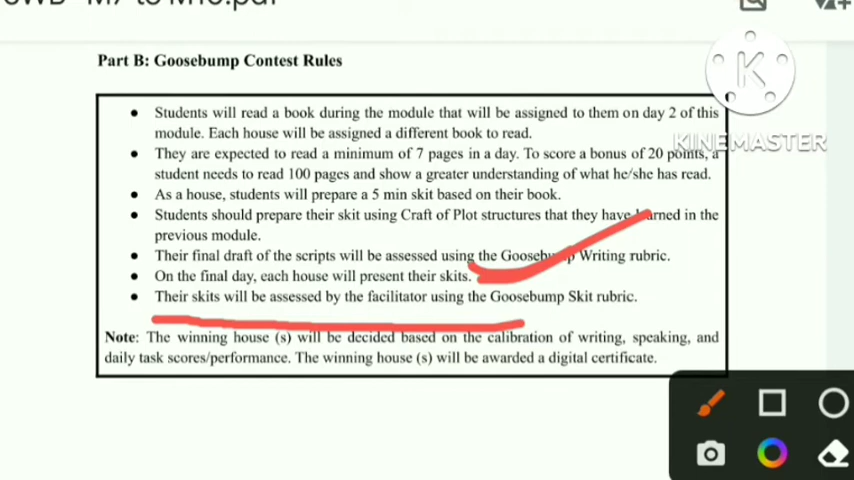 Part B: Goosebump Contest Rules
K
KINEMASTER
• Students will read a book during the module that will be assigned to them on day 2 of this
module. Each house will be assigned a different book to read.
• They are expected to read a minimum of 7 pages in a day. To score a bonus of 20 points, a
student needs to read 100 pages and show a greater understanding of what he/she has read.
• As a house, students will prepare a 5 min skit based on their book.
• Students should prepare their skit using Craft of Plot structures that they have learned in the
previous module.
• Their final draft of the scripts will be assessed using the Goosebump Writing rubric.
• On the final day, each house will present their skits.
• Their skits will be assessed by the facilitator using the Goosebump Skit rubric.
Note: The winning house (s) will be decided based on the calibration of writing, speaking, and
daily task scores/performance. The winning house (s) will be awarded a digital certificate.